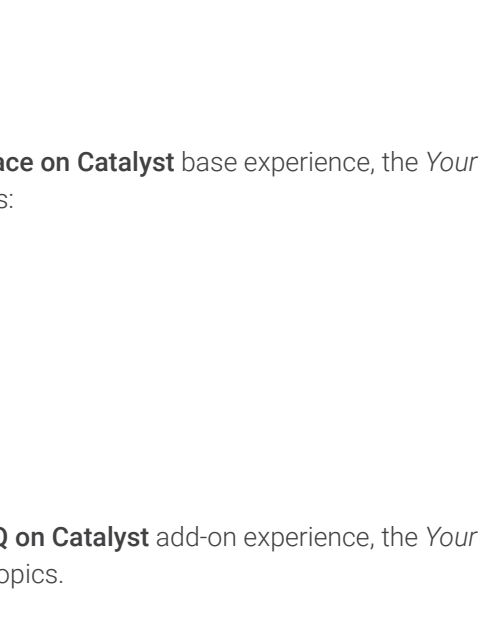 ace on Catalyst base experience, the Your
s:
Q on Catalyst add-on experience, the Your
opics.